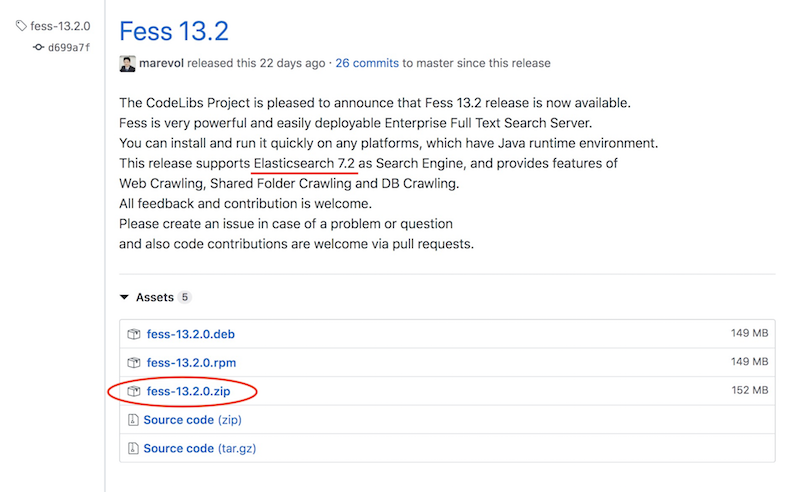 fess-13.2.0
d699a7f
Fess 13.2
marevol released this 22 days ago · 26 commits to master since this release
The CodeLibs Project is pleased to announce that Fess 13.2 release is now available.
Fess is very powerful and easily deployable Enterprise Full Text Search Server.
You can install and run it quickly on any platforms, which have Java runtime environment.
This release supports Elasticsearch 7.2 as Search Engine, and provides features of
Web Crawling, Shared Folder Crawling and DB Crawling.
All feedback and contribution is welcome.
Please create an issue in case of a problem or question
and also code contributions are welcome via pull requests.
Assets 5
fess-13.2.0.deb 149 MB
fess-13.2.0.rpm 149 MB
fess-13.2.0.zip 152 MB
Source code (zip)
Source code (tar.gz)